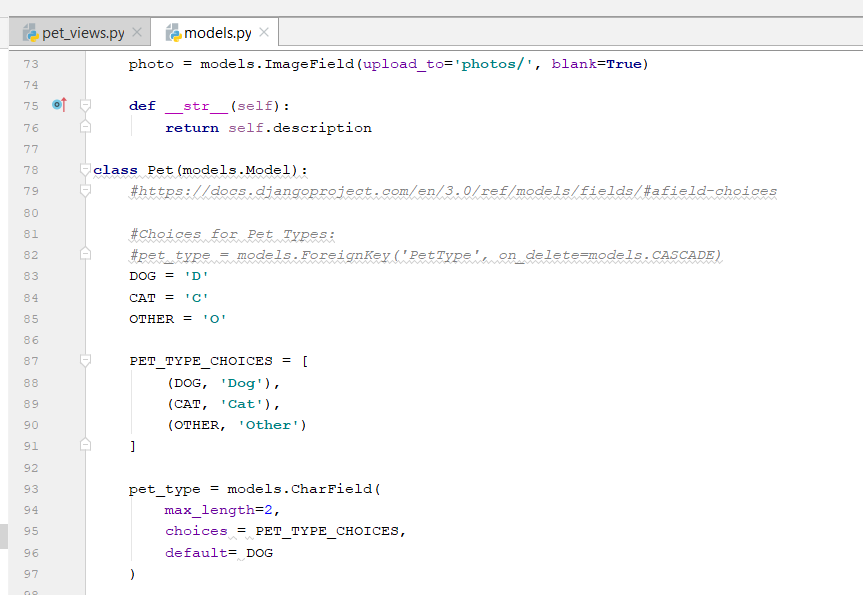 pet_views.py models.py
73 photo = models.ImageField(upload_to='photos/', blank=True)
74
75 def __str__(self):
76 return self.description
77
78 class Pet(models.Model):
79 #https://docs.djangoproject.com/en/3.0/ref/models/fields/#afield-choices
80
81 #Choices for Pet Types:
82 #pet_type = models.ForeignKey('PetType', on_delete=models.CASCADE)
83 DOG = 'D'
84 CAT = 'C'
85 OTHER = 'O'
86
87 PET_TYPE_CHOICES = [
88 (DOG, 'Dog'),
89 (CAT, 'Cat'),
90 (OTHER, 'Other')
91 ]
92
93 pet_type = models.CharField(
94 max_length=2,
95 choices = PET_TYPE_CHOICES,
96 default= DOG
97 )
98